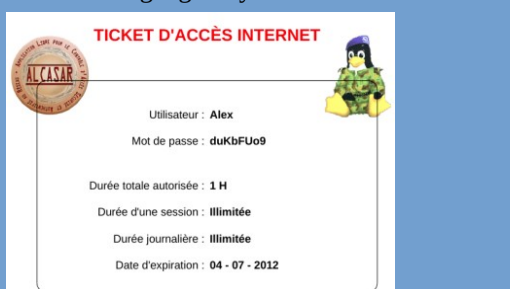 TICKET D'ACCÈS INTERNET
ALCASAR
Utilisateur : Alex
Mot de passe : duKbFUo9
Durée totale autorisée : 1 H
Durée d'une session : Illimitée
Durée journalière : Illimitée
Date d'expiration : 04 - 07 - 2012